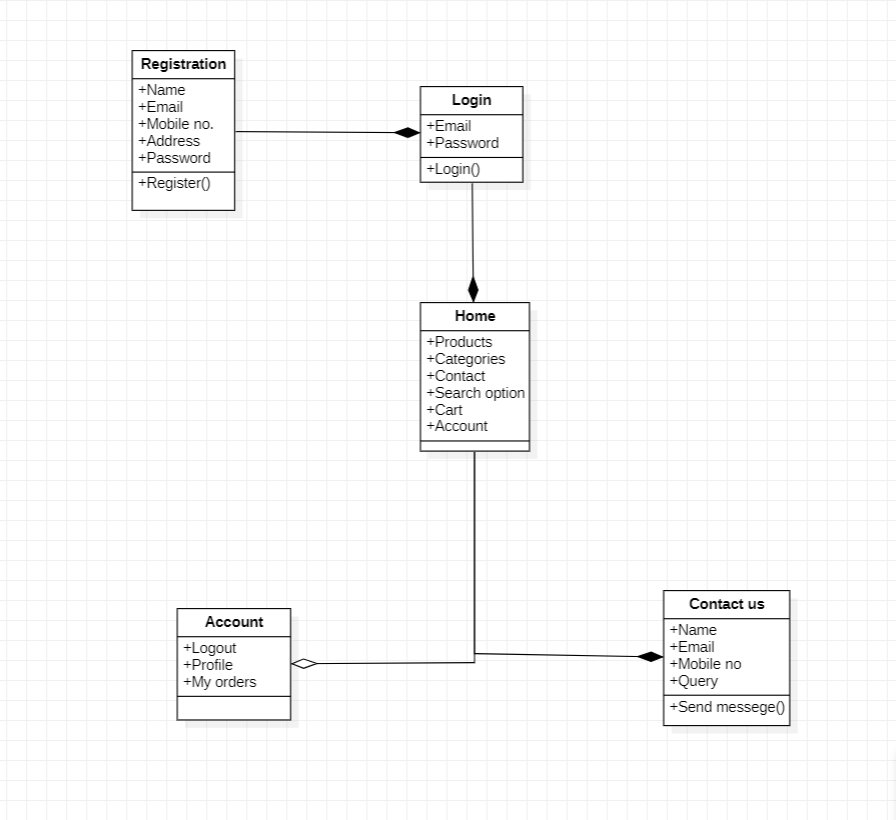 Registration
+Name
+Email
+Mobile no.
+Address
+Password
+Register()
Login
+Email
+Password
+Login()
Home
+Products
+Categories
+Contact
+Search option
+Cart
+Account
Account
+Logout
+Profile
+My orders
Contact us
+Name
+Email
+Mobile no
+Query
+Send messege()